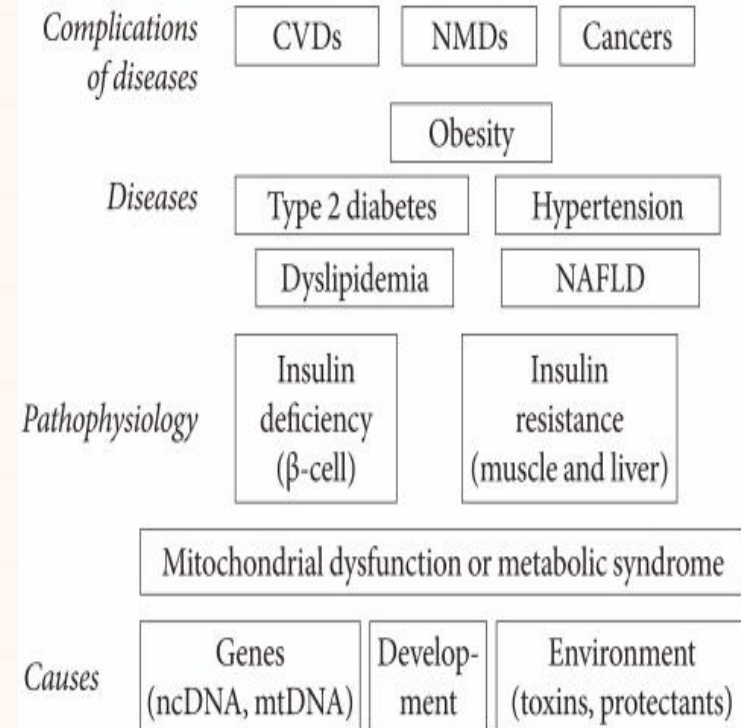 Complications
of diseases
CVDs
NMDs
Cancers
Obesity
Diseases
Type 2 diabetes
Hypertension
Dyslipidemia
NAFLD
Pathophysiology
Insulin
deficiency
(β-cell)
Insulin
resistance
(muscle and liver)
Mitochondrial dysfunction or metabolic syndrome
Causes
Genes
(ncDNA, mtDNA)
Develop-
ment
Environment
(toxins, protectants)